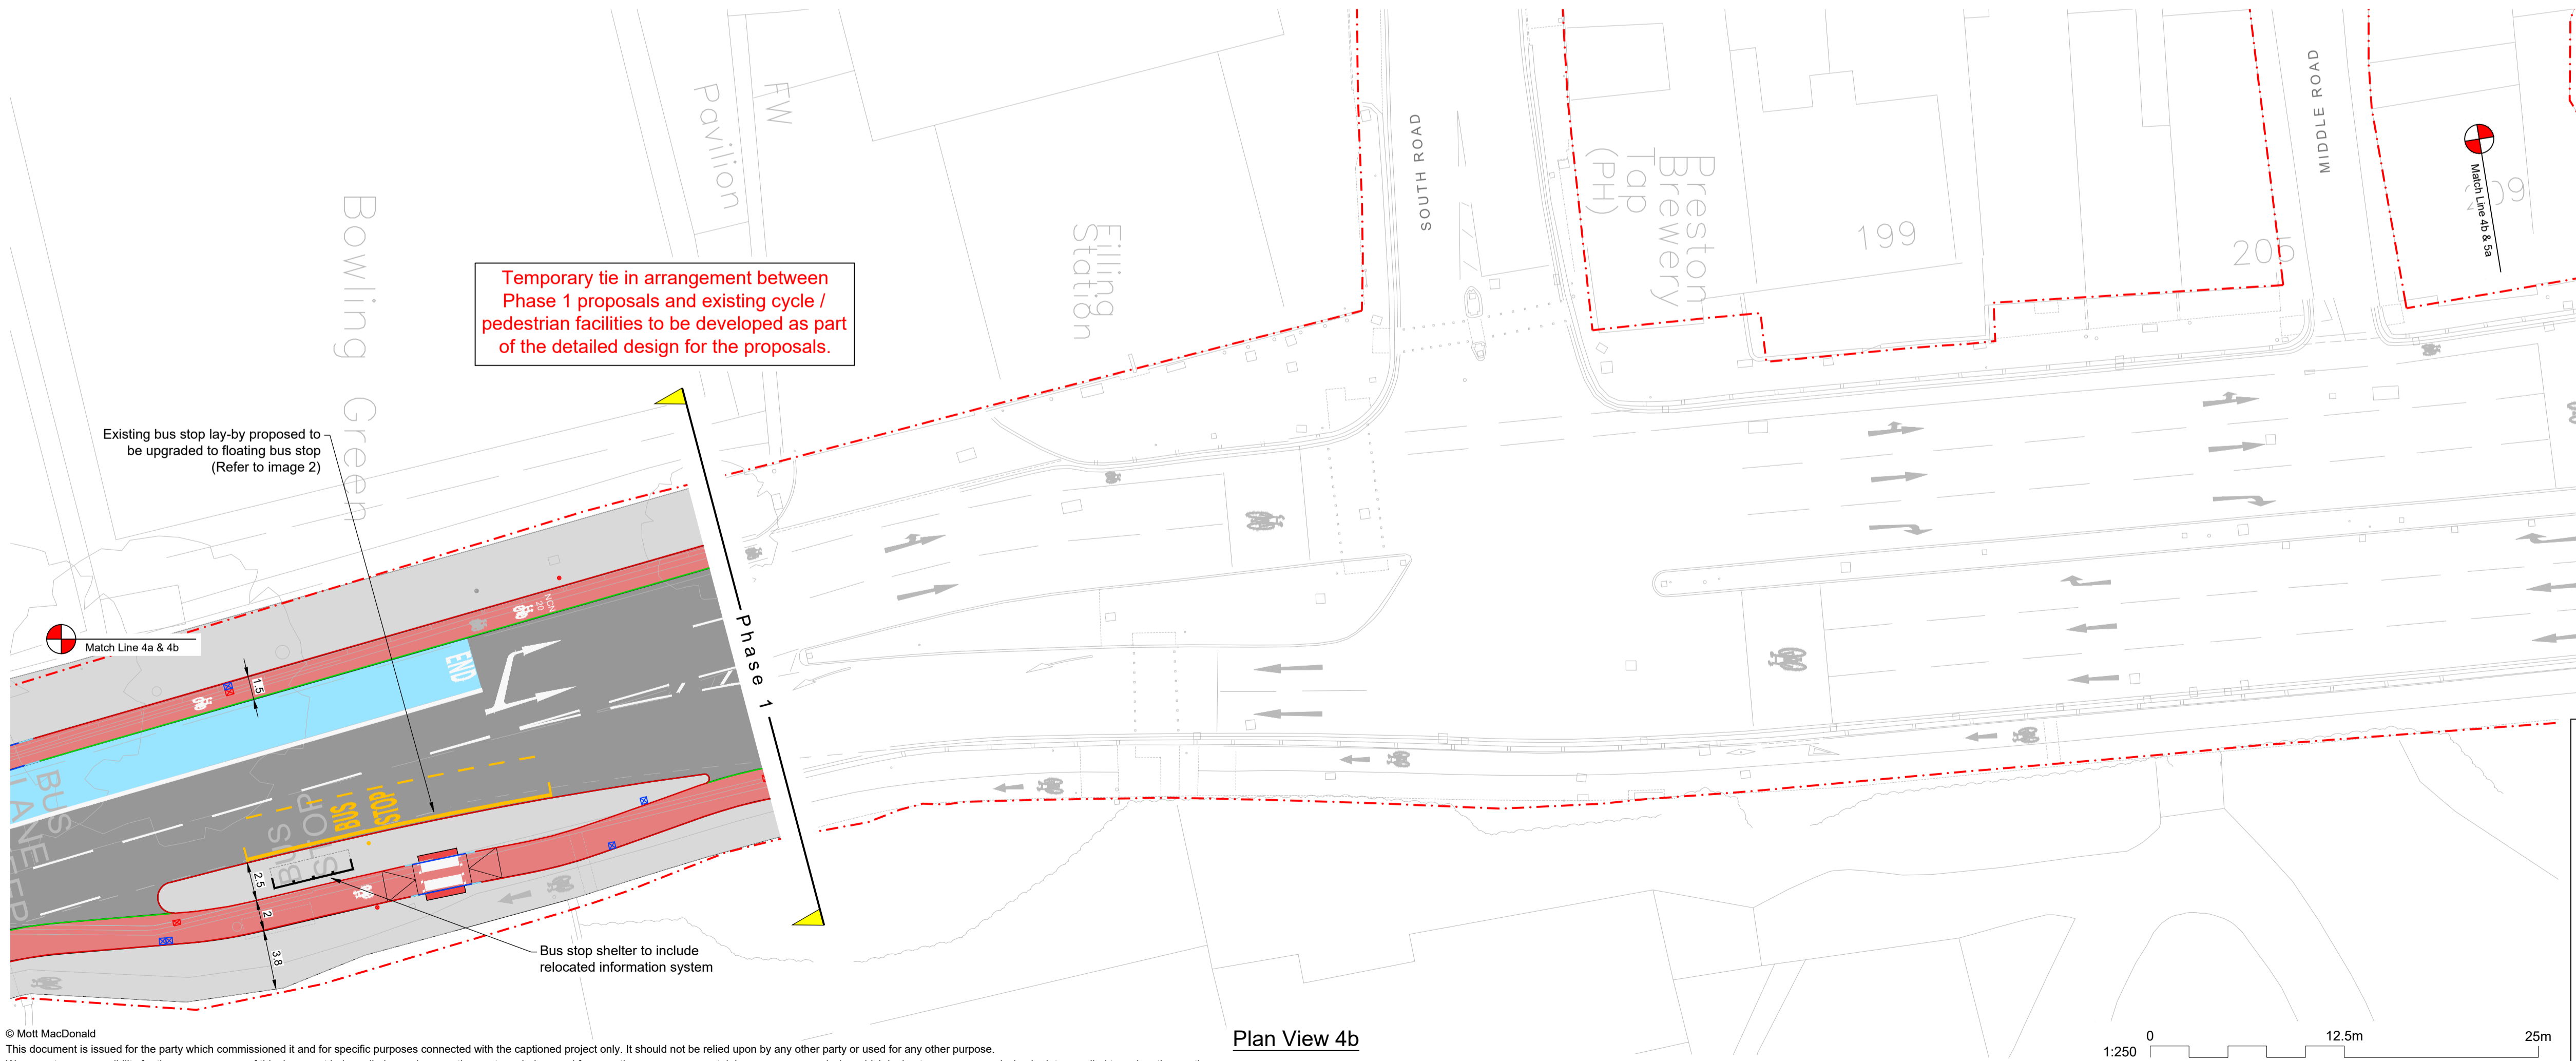 Bowling Green
Pavilion
FW
Filling
Station
SOUTH ROAD
Preston
Brewery
Tap
(PH)
199
205
MIDDLE ROAD
209
Match Line 4b & 5a
Temporary tie in arrangement between
Phase 1 proposals and existing cycle /
pedestrian facilities to be developed as part
of the detailed design for the proposals.
Existing bus stop lay-by proposed to
be upgraded to floating bus stop
(Refer to image 2)
Match Line 4a & 4b
1.5
NCN
20
END
Phase 1
BUS
LANE
BUS
STOP
BUS
STOP
2.5
2
3.8
Bus stop shelter to include
relocated information system
© Mott MacDonald
This document is issued for the party which commissioned it and for specific purposes connected with the captioned project only. It should not be relied upon by any other party or used for any other purpose.
Plan View 4b
1:250
0
12.5m
25m